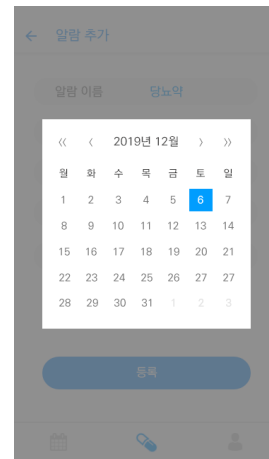 ← 알람 추가
알람 이름 당뇨약
« < 2019년 12월 > »
월 화 수 목 금 토 일
1 2 3 4 5 6 7
8 9 10 11 12 13 14
15 16 17 18 19 20 21
22 23 24 25 26 27 27
28 29 30 31 1 2 3
등록